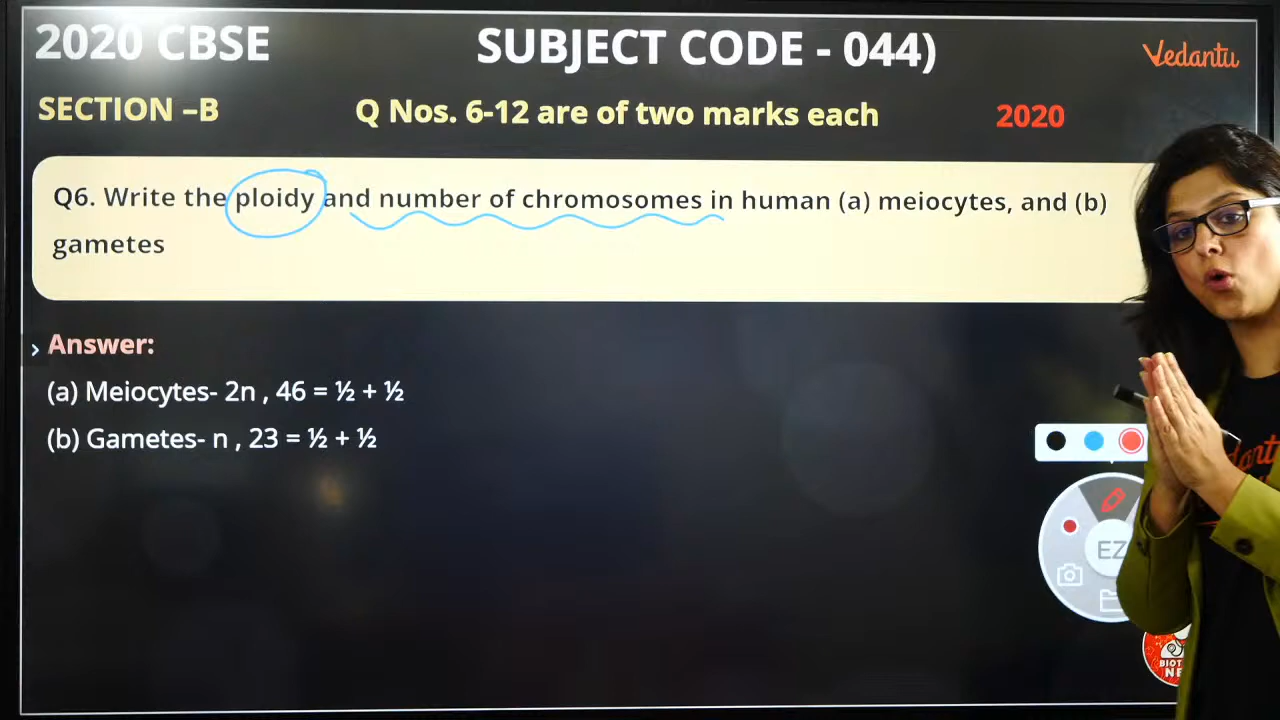 2020 CBSE SUBJECT CODE - 044) Vedantu
SECTION –B Q Nos. 6-12 are of two marks each 2020
Q6. Write the ploidy and number of chromosomes in human (a) meiocytes, and (b)
gametes
Answer:
(a) Meiocytes- 2n , 46 = ½ + ½
(b) Gametes- n , 23 = ½ + ½
EZ